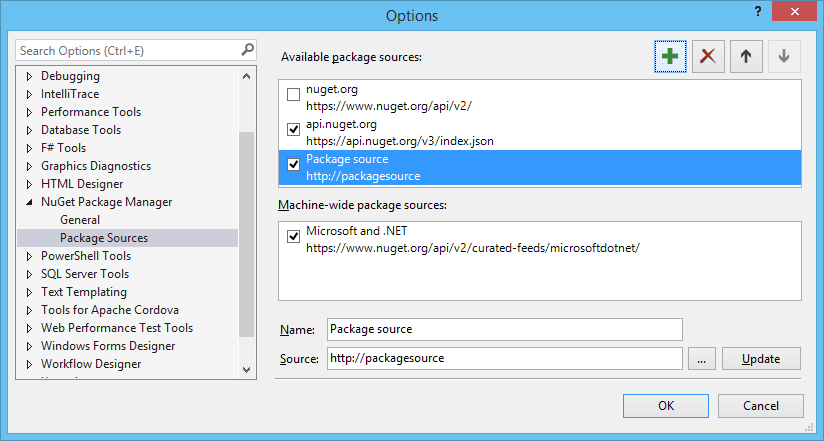 Options
?
Search Options (Ctrl+E)
Debugging
IntelliTrace
Performance Tools
Database Tools
F# Tools
Graphics Diagnostics
HTML Designer
NuGet Package Manager
General
Package Sources
PowerShell Tools
SQL Server Tools
Text Templating
Tools for Apache Cordova
Web Performance Test Tools
Windows Forms Designer
Workflow Designer
Available package sources:
nuget.org
https://www.nuget.org/api/v2/
api.nuget.org
https://api.nuget.org/v3/index.json
Package source
http://packagesource
Machine-wide package sources:
Microsoft and .NET
https://www.nuget.org/api/v2/curated-feeds/microsoftdotnet/
Name: Package source
Source: http://packagesource ... Update
OK Cancel